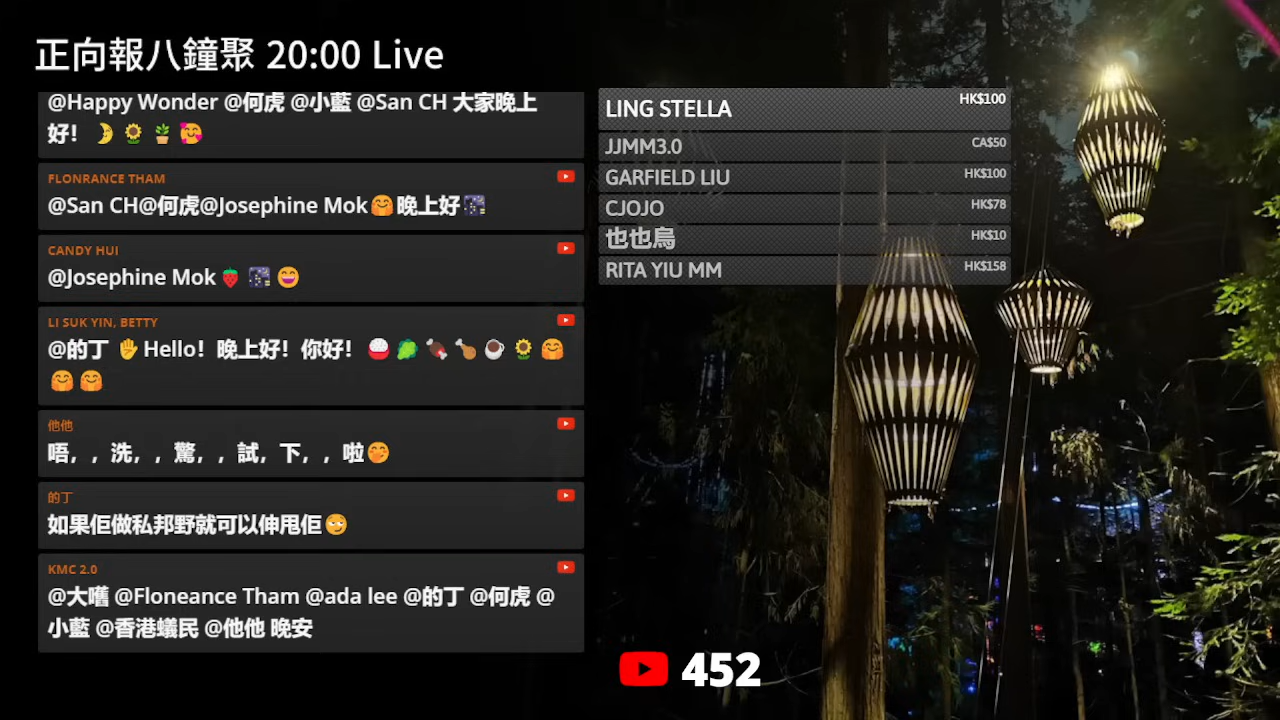 正向報八鐘聚 20:00 Live
@Happy Wonder @何虎 @小藍 @San CH 大家晚上
好！ 🌛🌻🪴🥰
FLONRANCE THAM
@San CH@何虎@Josephine Mok🤗晚上好🌌
CANDY HUI
@Josephine Mok🍓🌌😄
LI SUK YIN, BETTY
@的丁 ✋Hello！晚上好！你好！ 🍚🥬🍖🍗☕🌻🤗
🤗🤗
他他
唔，，洗，，驚，，試，下，，啦🤭
的丁
如果佢做私邦野就可以伸甩佢🙄
KMC 2.0
@大嚿 @Floneance Tham @ada lee @的丁 @何虎 @
小藍 @香港蟻民 @他他 晚安
LING STELLA HK$100
JJMM3.0 CA$50
GARFIELD LIU HK$100
CJOJO HK$78
也也烏 HK$10
RITA YIU MM HK$158
452